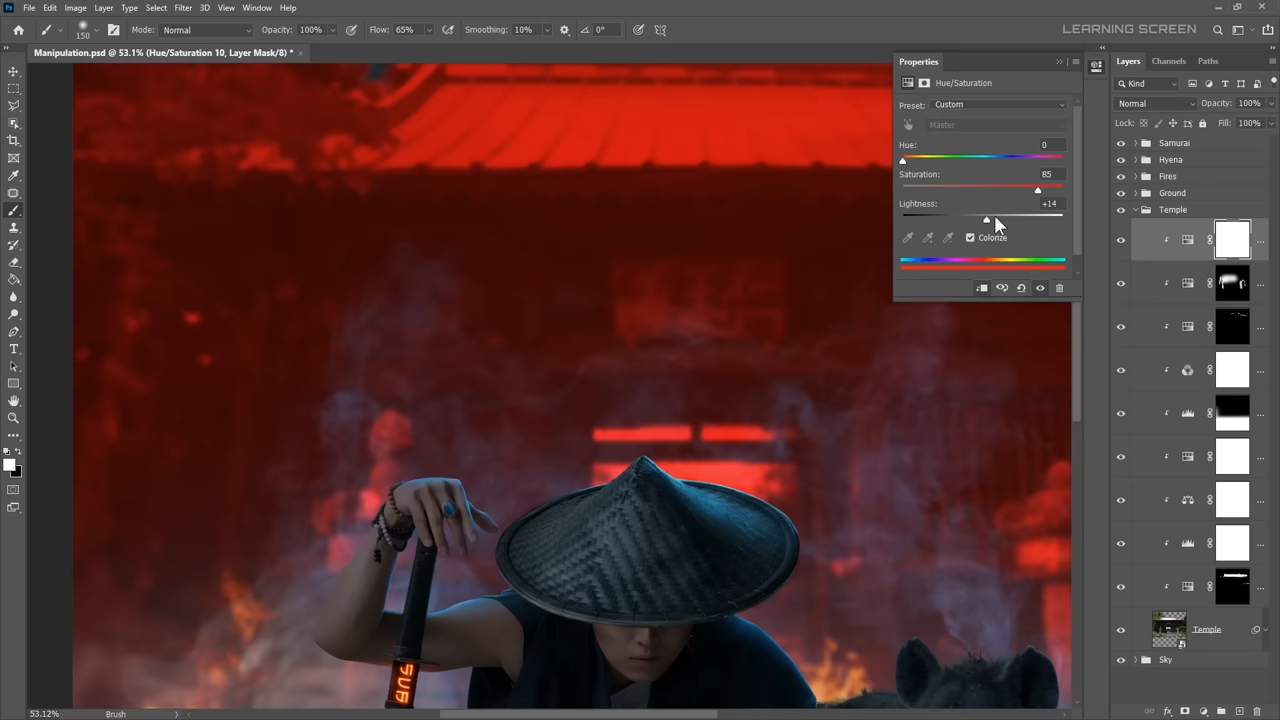 Ps File Edit Image Layer Type Select Filter 3D View Window Help
150 Mode: Normal Opacity: 100% Flow: 65% Smoothing: 10% 0° LEARNING SCREEN
Manipulation.psd @ 53.1% (Hue/Saturation 10, Layer Mask/8) *
Properties
Hue/Saturation
Preset: Custom
Master
Hue: 0
Saturation: 85
Lightness: +14
Colorize
Layers Channels Paths
Kind
Normal Opacity: 100%
Lock: Fill: 100%
Samurai
Hyena
Fires
Ground
Temple
Temple
Sky
53.12% Brush